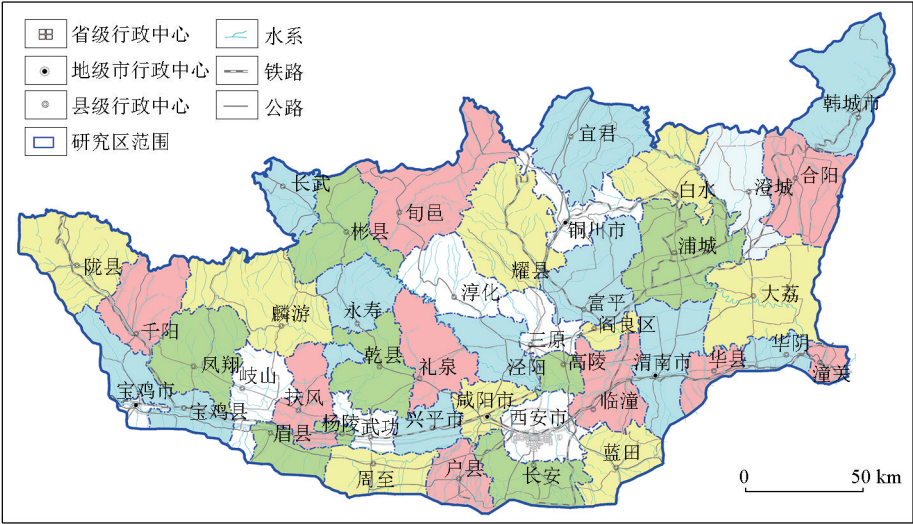 省级行政中心
水系
地级市行政中心
铁路
县级行政中心
公路
研究区范围
韩城市
宜君
合阳
长武
白水
澄城
旬邑
彬县
铜川市
浦城
陇县
耀县
淳化
大荔
麟游
永寿
富平
阎良区
千阳
三原
华阴
凤翔
乾县
礼泉
泾阳
高陵
渭南市
华县
潼关
岐山
宝鸡市
扶风
咸阳市
临潼
宝鸡县
杨陵
武功
兴平市
西安市
眉县
蓝田
户县
长安
周至
0
50 km